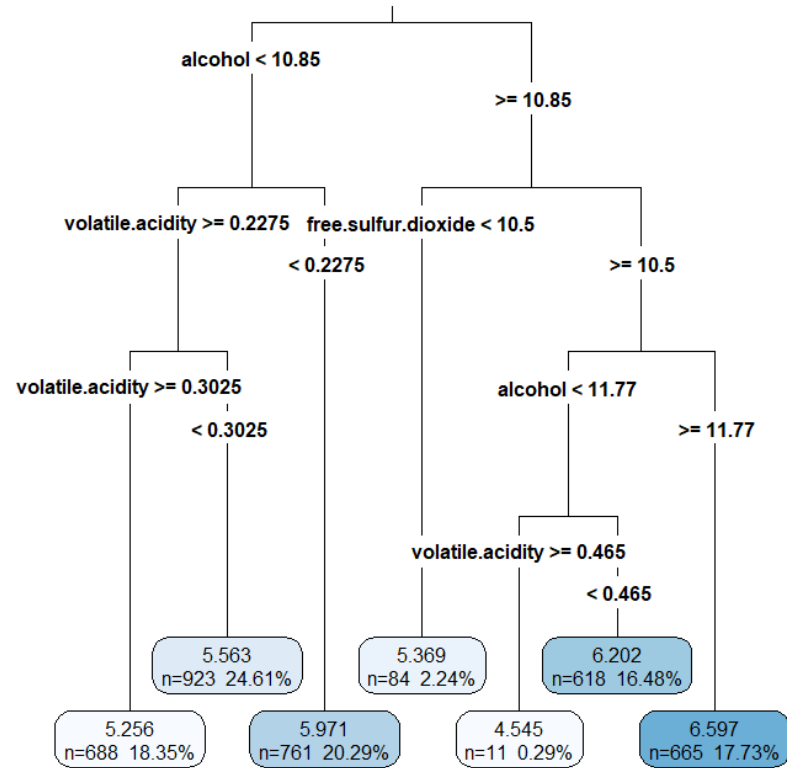 alcohol < 10.85
>= 10.85
volatile.acidity >= 0.2275
free.sulfur.dioxide < 10.5
< 0.2275
>= 10.5
volatile.acidity >= 0.3025
alcohol < 11.77
< 0.3025
>= 11.77
volatile.acidity >= 0.465
< 0.465
5.563
n=923 24.61%
5.369
n=84 2.24%
6.202
n=618 16.48%
5.256
n=688 18.35%
5.971
n=761 20.29%
4.545
n=11 0.29%
6.597
n=665 17.73%